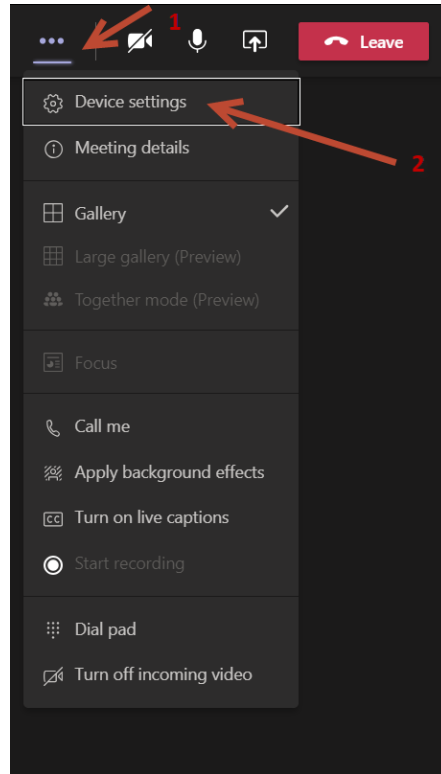 1
Leave
Device settings
Meeting details
2
Gallery
Large gallery (Preview)
Together mode (Preview)
Focus
Call me
Apply background effects
CC Turn on live captions
Start recording
Dial pad
Turn off incoming video